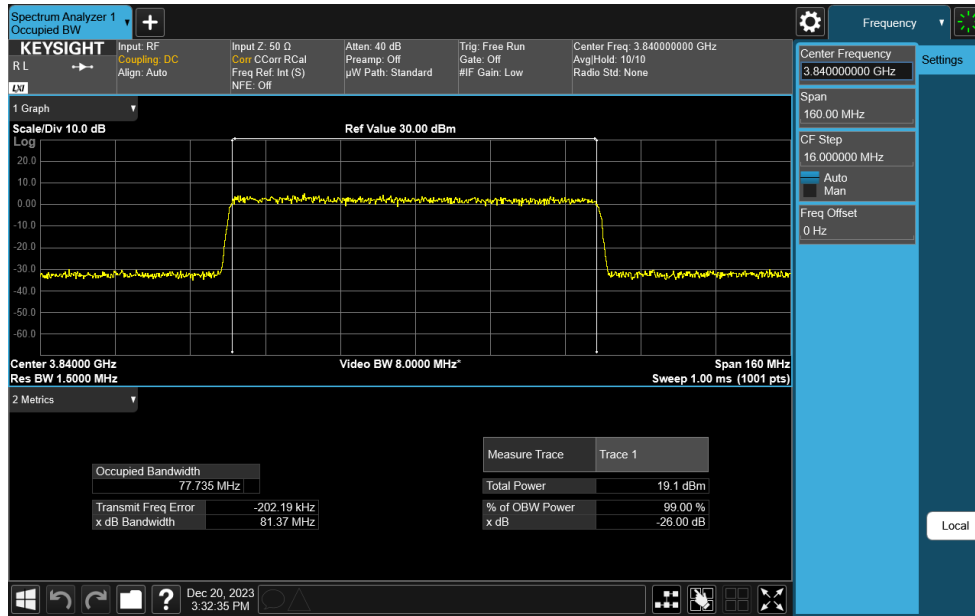 Spectrum Analyzer 1
Occupied BW
Frequency
KEYSIGHT
R L
LXI
Input: RF
Coupling: DC
Align: Auto
Input Z: 50 Ω
Corr CCorr RCal
Freq Ref: Int (S)
NFE: Off
Atten: 40 dB
Preamp: Off
µW Path: Standard
Trig: Free Run
Gate: Off
#IF Gain: Low
Center Freq: 3.840000000 GHz
Avg|Hold: 10/10
Radio Std: None
Center Frequency
3.840000000 GHz
Settings
Span
160.00 MHz
CF Step
16.000000 MHz
Auto
Man
Freq Offset
0 Hz
1 Graph
Scale/Div 10.0 dB
Ref Value 30.00 dBm
Log
20.0
10.0
0.00
-10.0
-20.0
-30.0
-40.0
-50.0
-60.0
Center 3.84000 GHz
Video BW 8.0000 MHz*
Span 160 MHz
Res BW 1.5000 MHz
Sweep 1.00 ms (1001 pts)
2 Metrics
Measure Trace
Trace 1
Occupied Bandwidth
77.735 MHz
Total Power
19.1 dBm
Transmit Freq Error
-202.19 kHz
% of OBW Power
99.00 %
x dB Bandwidth
81.37 MHz
x dB
-26.00 dB
Local
?
Dec 20, 2023
3:32:35 PM